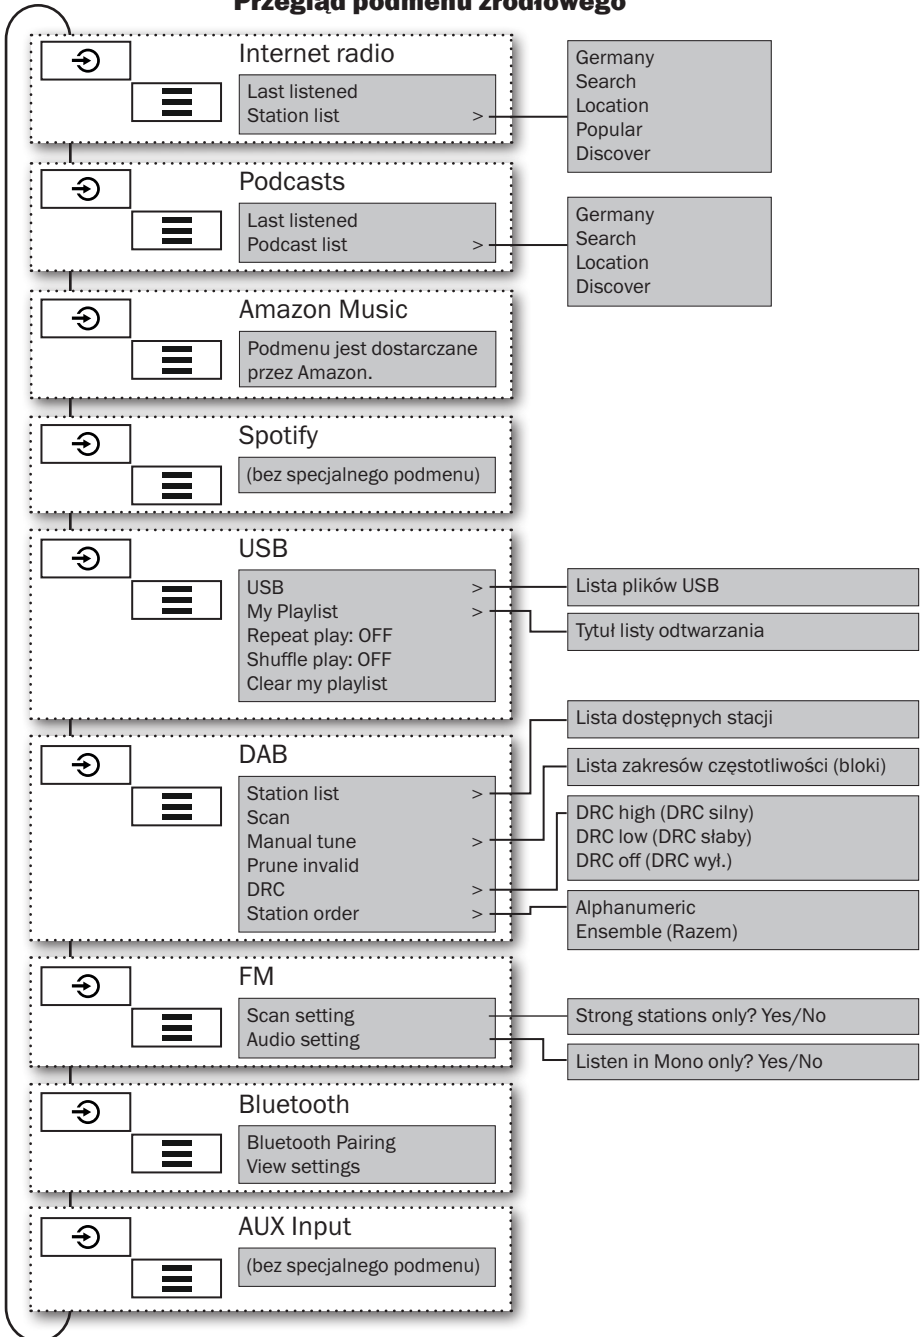 Przegląd podmenu źródłowego
Internet radio
Last listened
Station list >
Germany
Search
Location
Popular
Discover
Podcasts
Last listened
Podcast list >
Germany
Search
Location
Discover
Amazon Music
Podmenu jest dostarczane
przez Amazon.
Spotify
(bez specjalnego podmenu)
USB
USB >
My Playlist >
Repeat play: OFF
Shuffle play: OFF
Clear my playlist
Lista plików USB
Tytuł listy odtwarzania
DAB
Station list >
Scan
Manual tune >
Prune invalid
DRC >
Station order >
Lista dostępnych stacji
Lista zakresów częstotliwości (bloki)
DRC high (DRC silny)
DRC low (DRC słaby)
DRC off (DRC wył.)
Alphanumeric
Ensemble (Razem)
FM
Scan setting
Audio setting
Strong stations only? Yes/No
Listen in Mono only? Yes/No
Bluetooth
Bluetooth Pairing
View settings
AUX Input
(bez specjalnego podmenu)